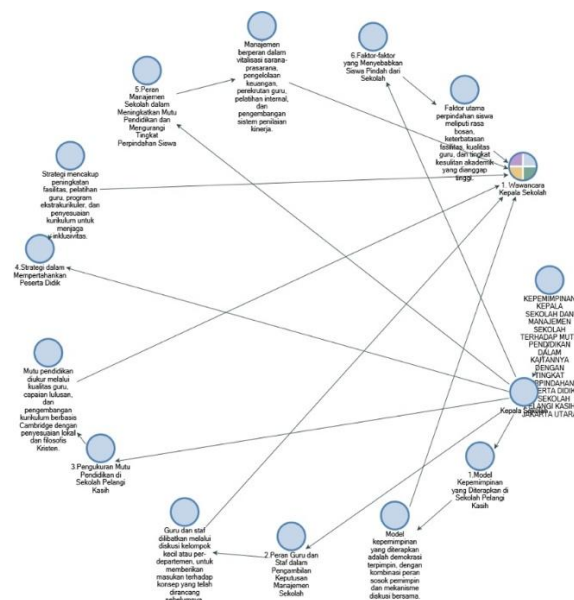 Manajemen
berperan dalam
vitalisasi sarana-
prasarana,
pengelolaan
keuangan,
perekrutan guru,
pelatihan internal,
dan
pengembangan
sistem penilaian
kinerja.
6.Faktor-faktor
yang Menyebabkan
Siswa Pindah dari
Sekolah
5.Peran
Manajemen
Sekolah dalam
Meningkatkan Mutu
Pendidikan dan
Mengurangi
Tingkat
Perpindahan Siswa
Faktor utama
perpindahan siswa
meliputi rasa
bosan,
keterbatasan
fasilitas, kualitas
guru, dan tingkat
kesulitan akademik
yang dianggap
tinggi.
1. Wawancara
Kepala Sekolah
Strategi mencakup
peningkatan
fasilitas, pelatihan
guru, program
ekstrakurikuler, dan
penyesuaian
kurikulum untuk
menjaga
inklusivitas.
4.Strategi dalam
Mempertahankan
Peserta Didik
KEPEMIMPINAN
KEPALA
SEKOLAH DAN
MANAJEMEN
SEKOLAH
TERHADAP MUTU
PENDIDIKAN
DALAM
KAITANNYA
DENGAN
TINGKAT
DIDIK
SEKOLAH
KASIH
JAKARTA UTARA
Kepala Sekolah
Mutu pendidikan
diukur melalui
kualitas guru,
capaian lulusan,
dan
pengembangan
kurikulum berbasis
Cambridge dengan
penyesuaian lokal
dan filosofis
Kristen.
3.Pengukuran Mutu
Pendidikan di
Sekolah Pelangi
Kasih
1.Model
Kepemimpinan
yang Diterapkan di
Sekolah Pelangi
Kasih
Model
kepemimpinan
yang diterapkan
adalah demokrasi
terpimpin, dengan
kombinasi peran
sosok pemimpin
dan mekanisme
diskusi bersama.
2.Peran Guru dan
Staf dalam
Pengambilan
Keputusan
Manajemen
Sekolah
Guru dan staf
dilibatkan melalui
diskusi kelompok
kecil atau per-
departemen, untuk
memberikan
masukan terhadap
konsep yang telah
dirancang